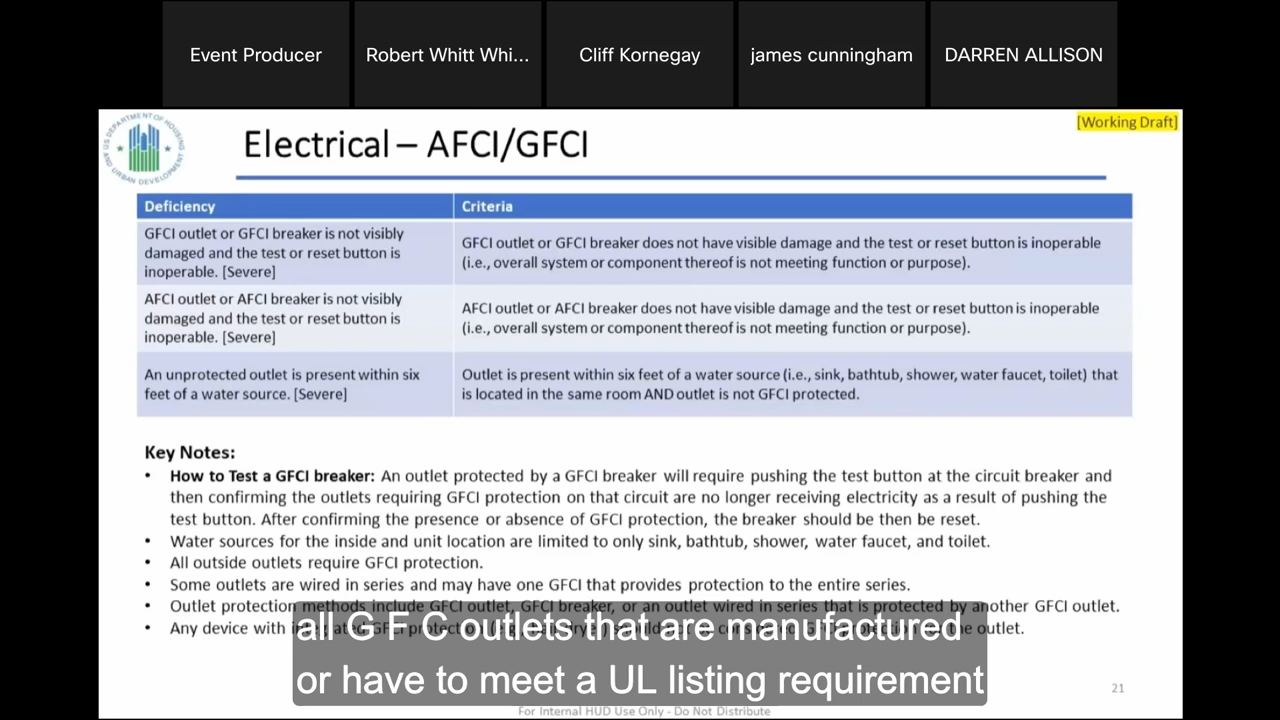 Event Producer
Robert Whitt Whi...
Cliff Kornegay
james cunningham
DARREN ALLISON
[Working Draft]
U.S. DEPARTMENT OF HOUSING AND URBAN DEVELOPMENT
Electrical – AFCI/GFCI
Deficiency
Criteria
GFCI outlet or GFCI breaker is not visibly
damaged and the test or reset button is
inoperable. [Severe]
GFCI outlet or GFCI breaker does not have visible damage and the test or reset button is inoperable
(i.e., overall system or component thereof is not meeting function or purpose).
AFCI outlet or AFCI breaker is not visibly
damaged and the test or reset button is
inoperable. [Severe]
AFCI outlet or AFCI breaker does not have visible damage and the test or reset button is inoperable
(i.e., overall system or component thereof is not meeting function or purpose).
An unprotected outlet is present within six
feet of a water source. [Severe]
Outlet is present within six feet of a water source (i.e., sink, bathtub, shower, water faucet, toilet) that
is located in the same room AND outlet is not GFCI protected.
Key Notes:
• How to Test a GFCI breaker: An outlet protected by a GFCI breaker will require pushing the test button at the circuit breaker and
then confirming the outlets requiring GFCI protection on that circuit are no longer receiving electricity as a result of pushing the
test button. After confirming the presence or absence of GFCI protection, the breaker should be then be reset.
• Water sources for the inside and unit location are limited to only sink, bathtub, shower, water faucet, and toilet.
• All outside outlets require GFCI protection.
• Some outlets are wired in series and may have one GFCI that provides protection to the entire series.
• Outlet protection methods include GFCI outlet, GFCI breaker, or an outlet wired in series that is protected by another GFCI outlet.
• Any device with the outlet.
all G F C outlets that are manufactured
or have to meet a UL listing requirement
21
For Internal HUD Use Only - Do Not Distribute